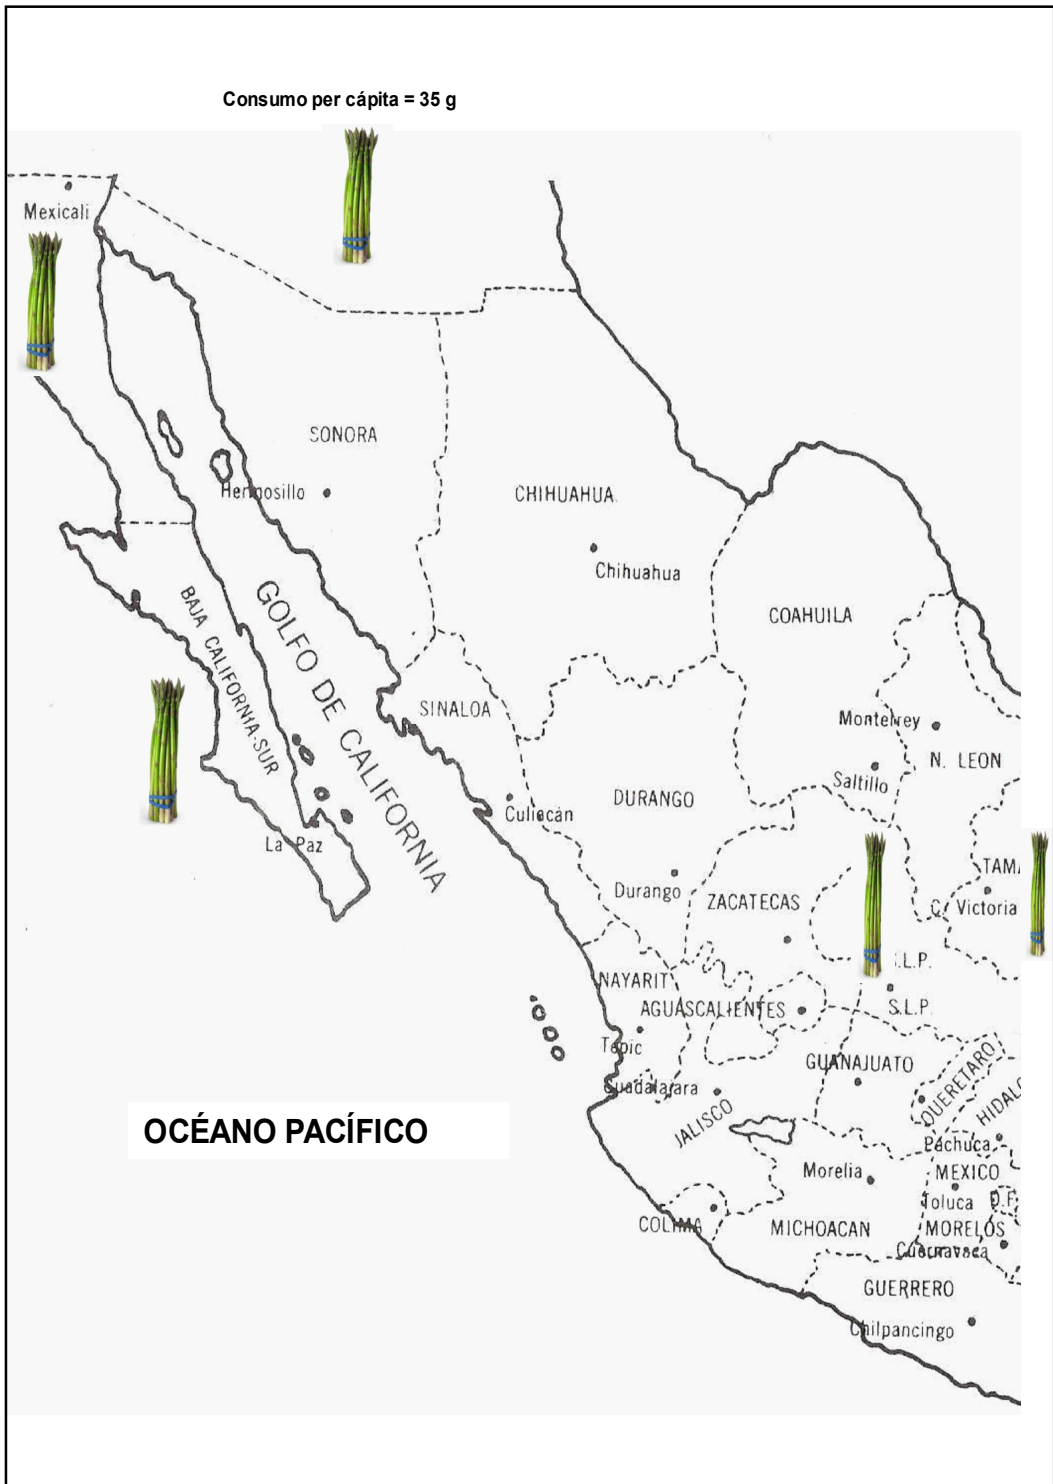 Consumo per cápita = 35 g
Mexicali
SONORA
Hermosillo
CHIHUAHUA
Chihuahua
COAHUILA
BAJA CALIFORNIA SUR
GOLFO DE CALIFORNIA
SINALOA
Monterrey
N. LEON
Saltillo
DURANGO
Culiacán
La Paz
TAM
Durango
ZACATECAS
C. Victoria
.L.P.
NAYARIT
AGUASCALIENTES
S.L.P.
Tepic
GUANAJUATO
QUERETARO
Guadalajara
HIDALG
JALISCO
OCÉANO PACÍFICO
Pachuca
Morelia
MEXICO
Toluca
D.F.
COLIMA
MICHOACAN
MORELOS
Cuernavaca
GUERRERO
Chilpancingo